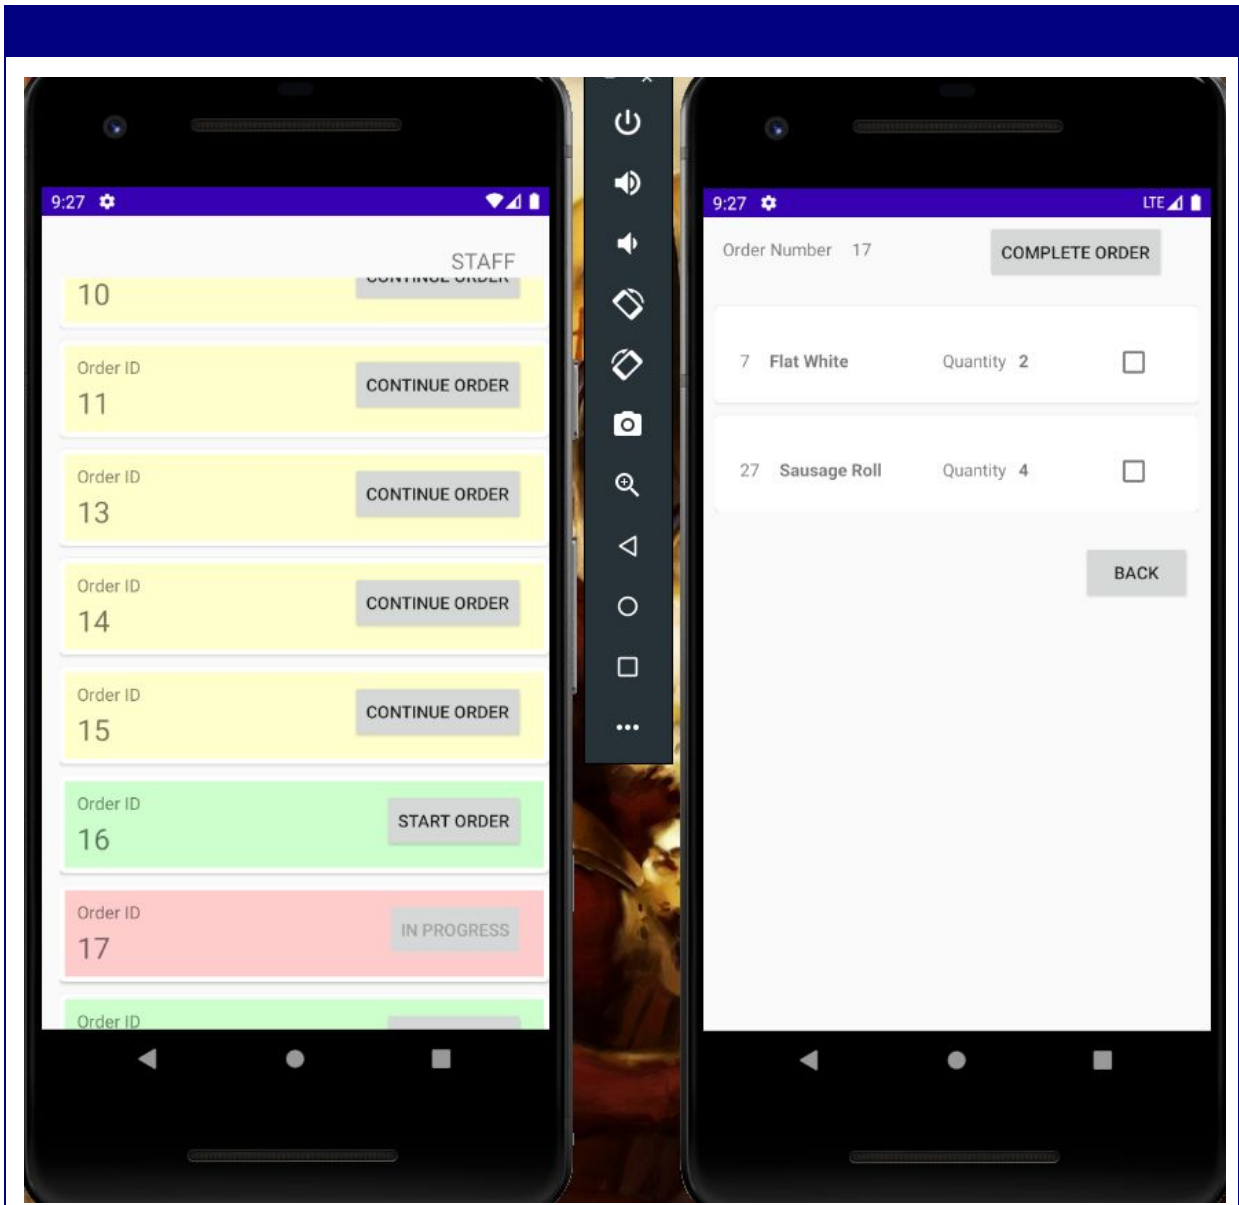 9:27
STAFF
10
CONTINUE ORDER
Order ID
11
CONTINUE ORDER
Order ID
13
CONTINUE ORDER
Order ID
14
CONTINUE ORDER
Order ID
15
CONTINUE ORDER
Order ID
16
START ORDER
Order ID
17
IN PROGRESS
Order ID
9:27 LTE
Order Number 17 COMPLETE ORDER
7 Flat White Quantity 2
27 Sausage Roll Quantity 4
BACK